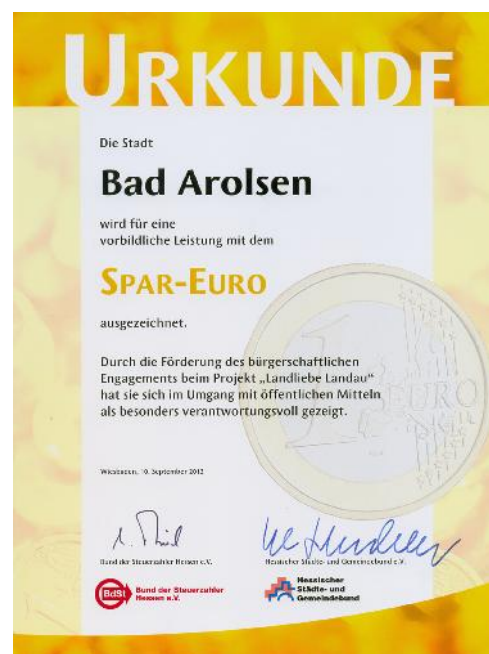 URKUNDE
Die Stadt
Bad Arolsen
wird für eine
vorbildliche Leistung mit dem
SPAR-EURO
ausgezeichnet.
Durch die Förderung des bürgerschaftlichen
Engagements beim Projekt „Landliebe Landau“
hat sie sich im Umgang mit öffentlichen Mitteln
als besonders verantwortungsvoll gezeigt.
1 EURO
Wiesbaden, 10. September 2012
Bund der Steuerzahler Hessen e.V.
Hessischer Städte- und Gemeindebund e.V.
BdSt
Bund der Steuerzahler
Hessen e.V.
Hessischer
Städte- und
Gemeindebund